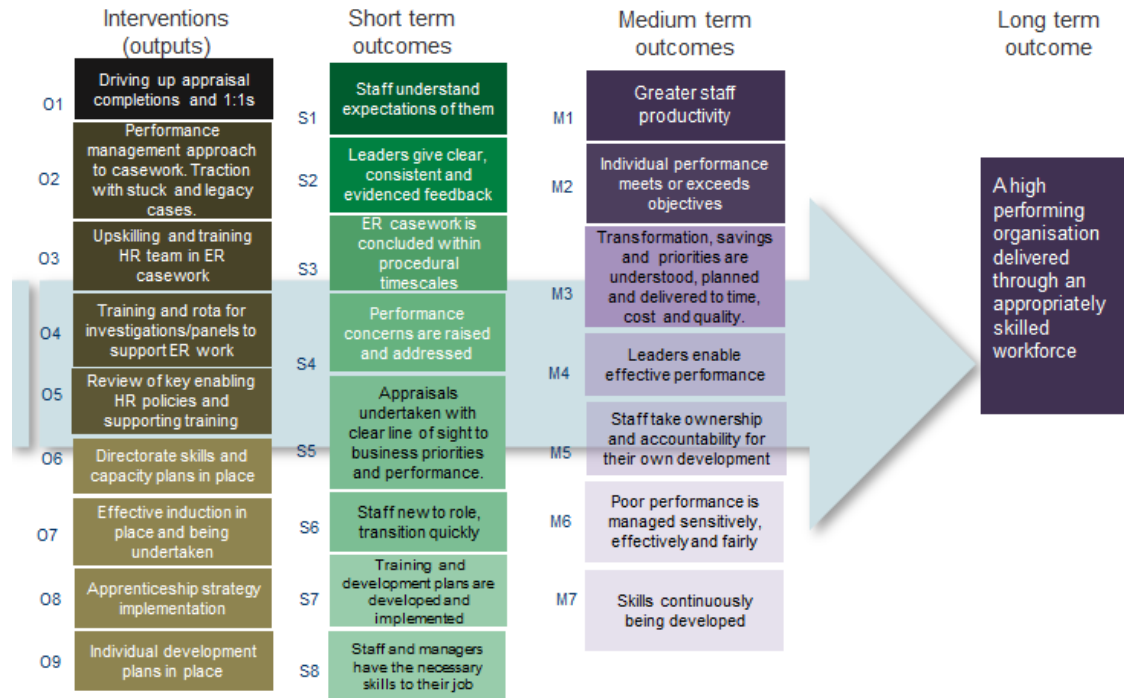 Interventions
(outputs)
Short term
outcomes
Medium term
outcomes
Long term
outcome
O1
Driving up appraisal
completions and 1:1s
O2
Performance
management approach
to casework. Traction
with stuck and legacy
cases.
O3
Upskilling and training
HR team in ER
casework
O4
Training and rota for
investigations/panels to
support ER work
O5
Review of key enabling
HR policies and
supporting training
O6
Directorate skills and
capacity plans in place
O7
Effective induction in
place and being
undertaken
O8
Apprenticeship strategy
implementation
O9
Individual development
plans in place
S1
Staff understand
expectations of them
S2
Leaders give clear,
consistent and
evidenced feedback
S3
ER casework is
concluded within
procedural
timescales
S4
Performance
concerns are raised
and addressed
S5
Appraisals
undertaken with
clear line of sight to
business priorities
and performance.
S6
Staff new to role,
transition quickly
S7
Training and
development plans are
developed and
implemented
S8
Staff and managers
have the necessary
skills to their job
M1
Greater staff
productivity
M2
Individual performance
meets or exceeds
objectives
M3
Transformation, savings
and priorities are
understood, planned
and delivered to time,
cost and quality.
M4
Leaders enable
effective performance
M5
Staff take ownership
and accountability for
their own development
M6
Poor performance is
managed sensitively,
effectively and fairly
M7
Skills continuously
being developed
A high
performing
organisation
delivered
through an
appropriately
skilled
workforce